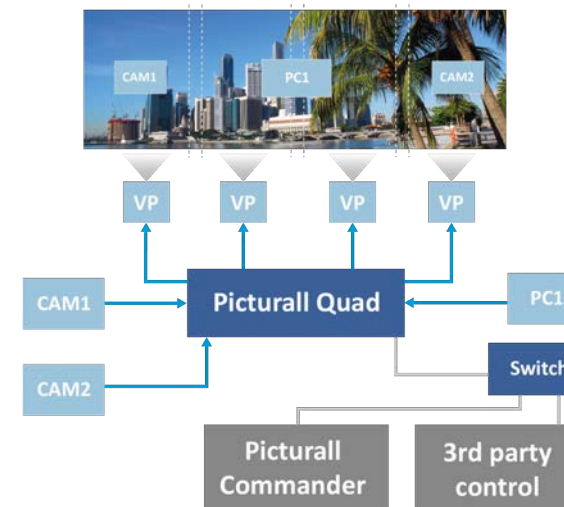 CAM1
PC1
CAM2
VP
VP
VP
VP
CAM1
Picturall Quad
PC1
CAM2
Switch
Picturall
Commander
3rd party
control